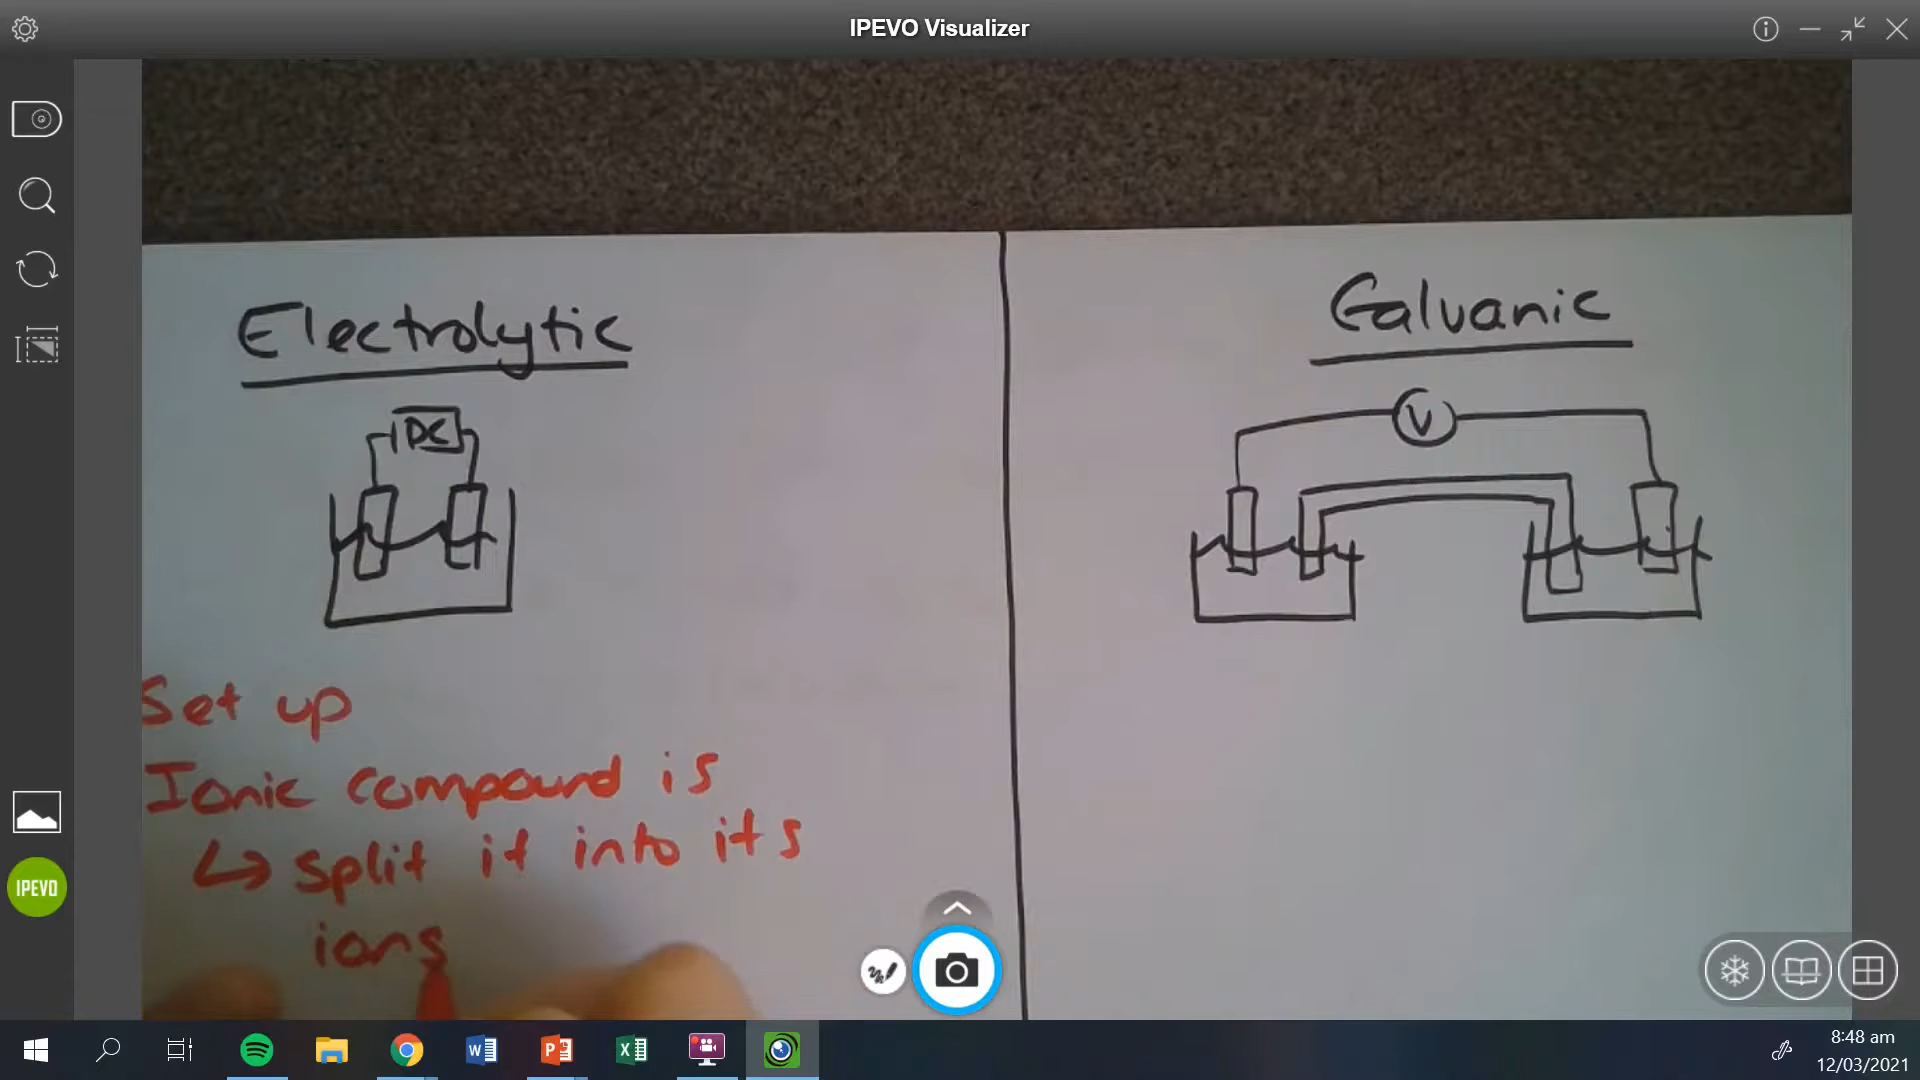 IPEVO Visualizer
Electrolytic
Galvanic
DC
V
Set up
Ionic compound is
↳ split it into its
ions
IPEVO
8:48 am
12/03/2021